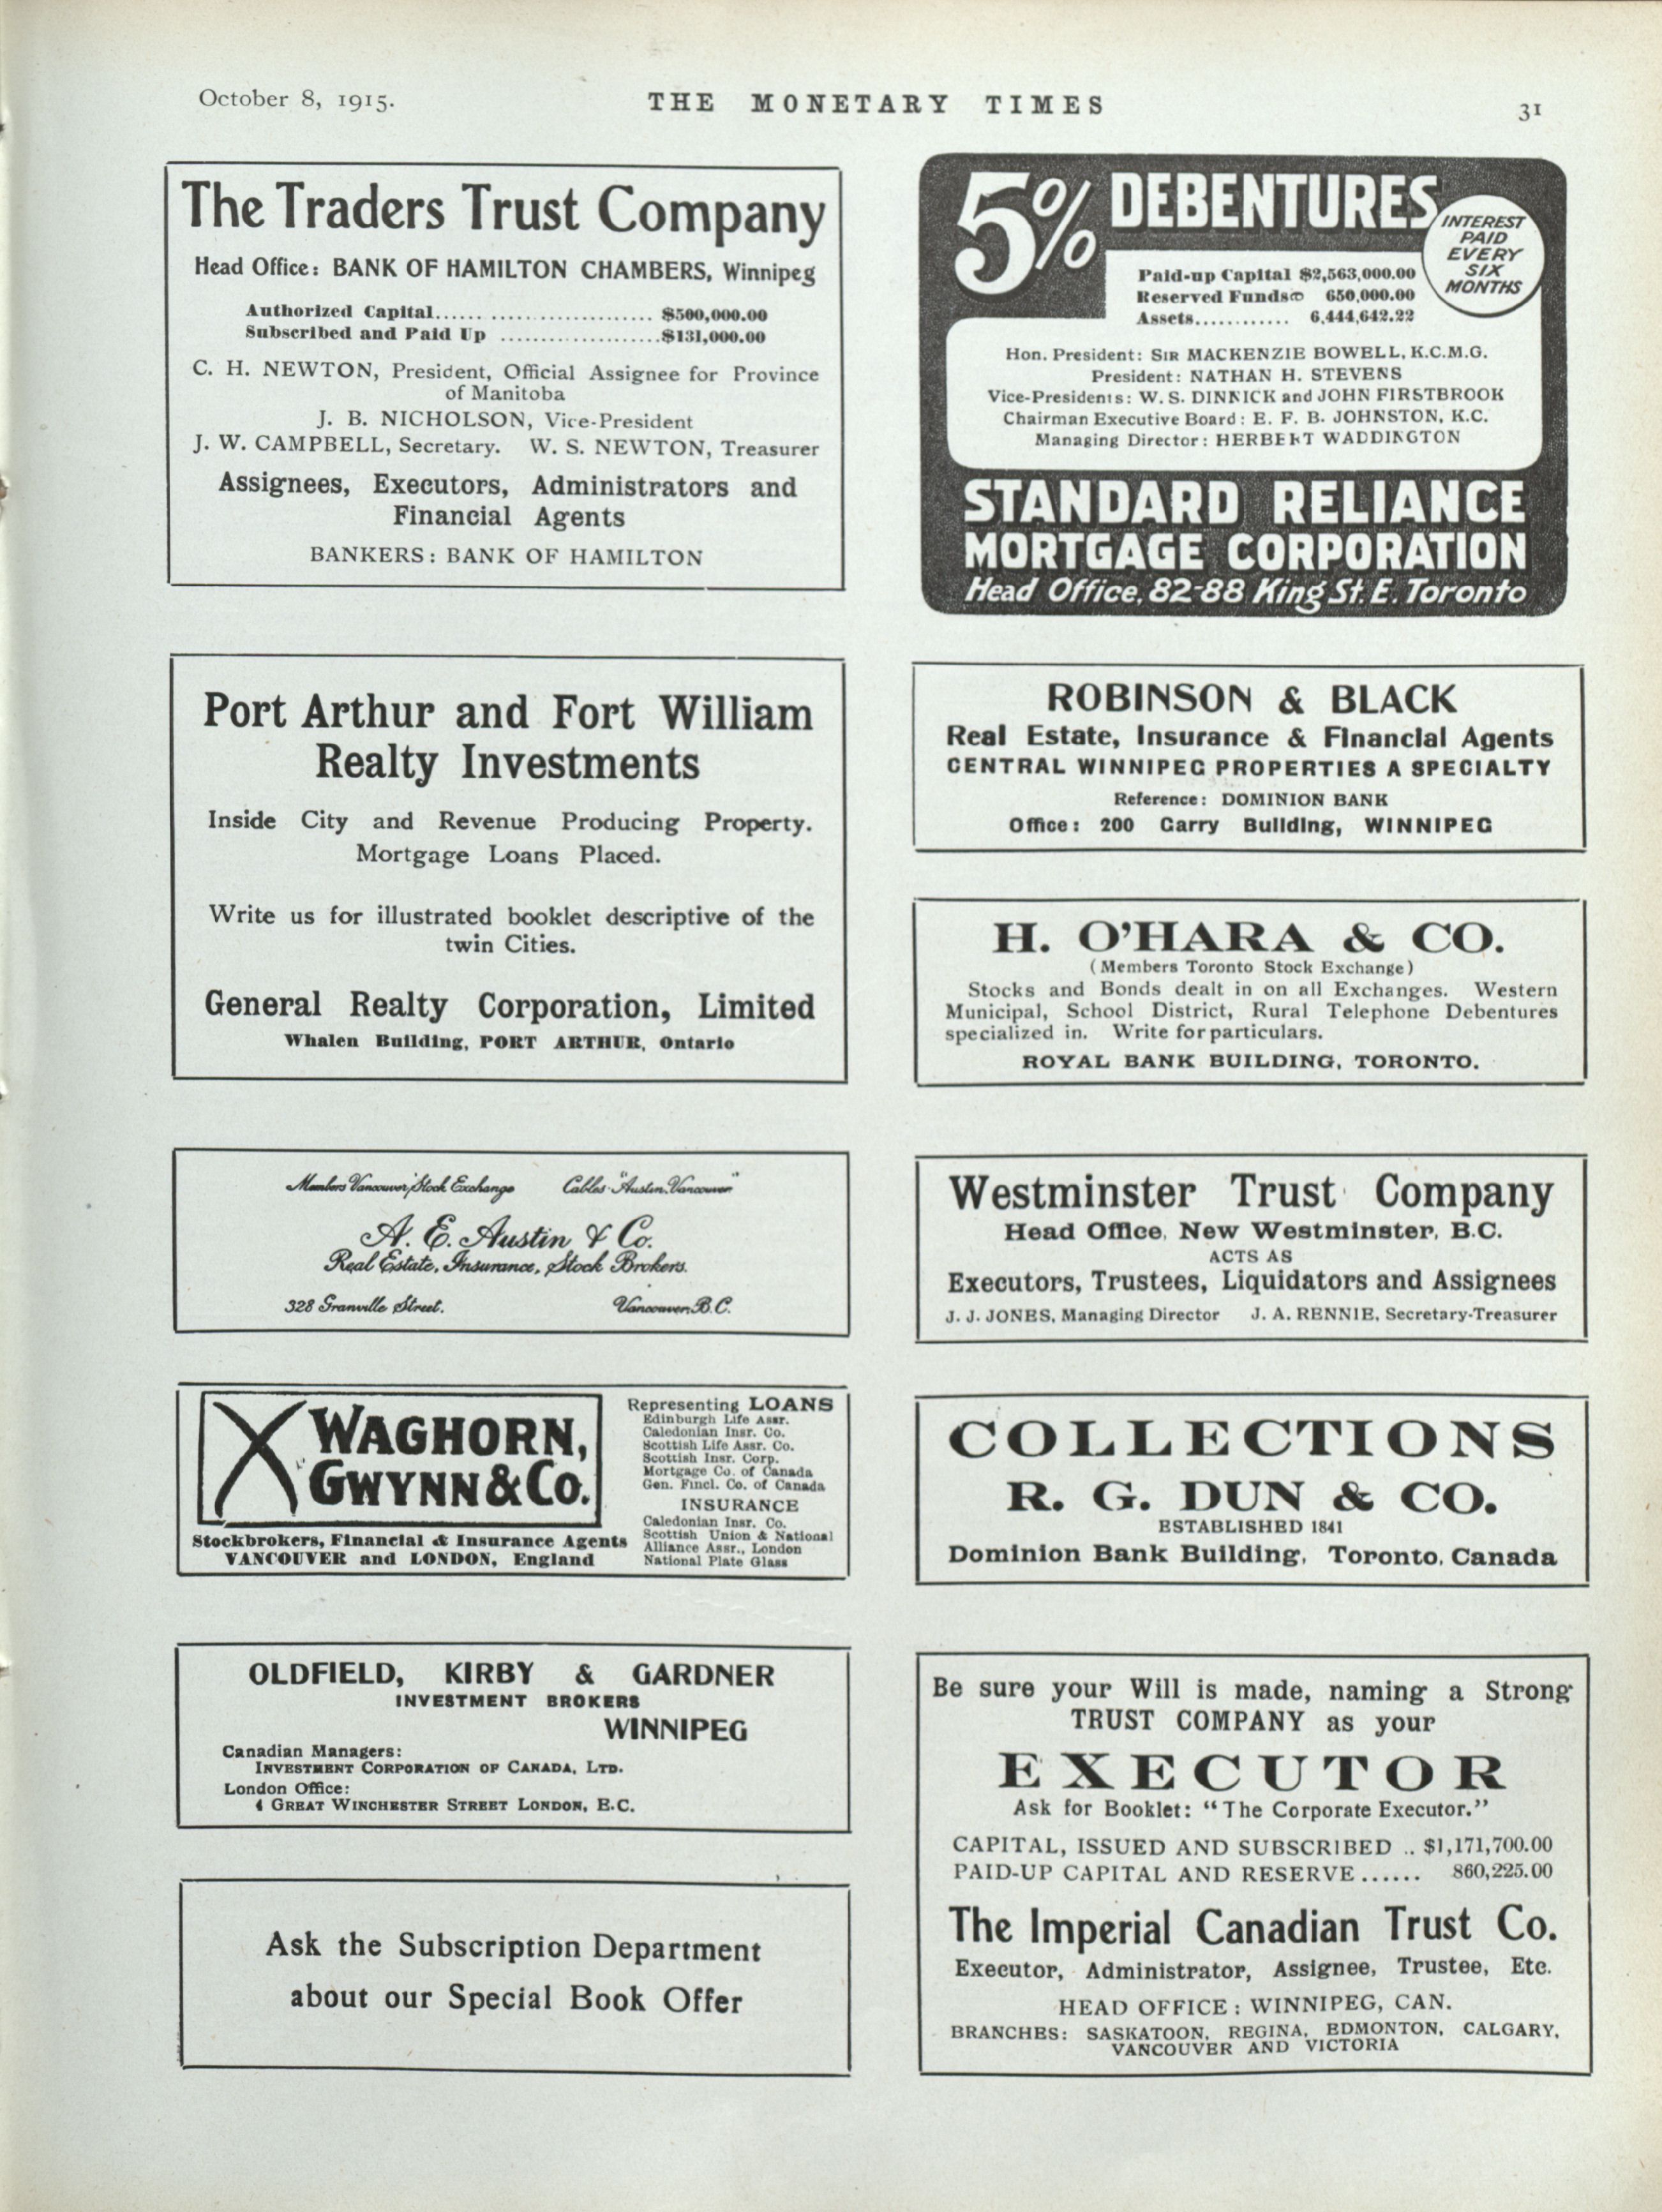 October 8, 1915.
THE MONETARY TIMES
31
The Traders Trust Company
Head Office: BANK OF HAMILTON CHAMBERS, Winnipeg
Authorized Capital...... ...................... $500,000.00
Subscribed and Paid Up ......................$131,000.00
C. H. NEWTON, President, Official Assignee for Province
of Manitoba
J. B. NICHOLSON, Vice-President
J. W. CAMPBELL, Secretary. W. S. NEWTON, Treasurer
Assignees, Executors, Administrators and
Financial Agents
BANKERS: BANK OF HAMILTON
Port Arthur and Fort William
Realty Investments
Inside City and Revenue Producing Property.
Mortgage Loans Placed.
Write us for illustrated booklet descriptive of the
twin Cities.
General Realty Corporation, Limited
Whalen Building, PORT ARTHUR, Ontario
Members Vancouver Stock Exchange Cables "Austin, Vancouver"
A. E. Austin & Co.
Real Estate, Insurance, Stock Brokers.
328 Granville Street. Vancouver, B.C.
WAGHORN,
GWYNN & Co.
Stockbrokers, Financial & Insurance Agents
VANCOUVER and LONDON, England
Representing LOANS
Edinburgh Life Assr.
Caledonian Insr. Co.
Scottish Life Assr. Co.
Scottish Insr. Corp.
Mortgage Co. of Canada
Gen. Fincl. Co. of Canada
INSURANCE
Caledonian Insr. Co.
Scottish Union & National
Alliance Assr., London
National Plate Glass
OLDFIELD, KIRBY & GARDNER
INVESTMENT BROKERS
WINNIPEG
Canadian Managers:
INVESTMENT CORPORATION OF CANADA, LTD.
London Office:
4 GREAT WINCHESTER STREET LONDON, E.C.
Ask the Subscription Department
about our Special Book Offer
5% DEBENTURES
INTEREST
PAID
EVERY
SIX
MONTHS
Paid-up Capital $2,563,000.00
Reserved Funds 650,000.00
Assets............ 6,444,642.22
Hon. President: SIR MACKENZIE BOWELL, K.C.M.G.
President: NATHAN H. STEVENS
Vice-Presidents: W. S. DINNICK and JOHN FIRSTBROOK
Chairman Executive Board: E. F. B. JOHNSTON, K.C.
Managing Director: HERBERT WADDINGTON
STANDARD RELIANCE
MORTGAGE CORPORATION
Head Office, 82-88 King St. E. Toronto
ROBINSON & BLACK
Real Estate, Insurance & Financial Agents
CENTRAL WINNIPEG PROPERTIES A SPECIALTY
Reference: DOMINION BANK
Office: 200 Garry Building, WINNIPEG
H. O'HARA & CO.
(Members Toronto Stock Exchange)
Stocks and Bonds dealt in on all Exchanges. Western
Municipal, School District, Rural Telephone Debentures
specialized in. Write for particulars.
ROYAL BANK BUILDING, TORONTO.
Westminster Trust Company
Head Office, New Westminster, B.C.
ACTS AS
Executors, Trustees, Liquidators and Assignees
J. J. JONES, Managing Director J. A. RENNIE, Secretary-Treasurer
COLLECTIONS
R. G. DUN & CO.
ESTABLISHED 1841
Dominion Bank Building, Toronto, Canada
Be sure your Will is made, naming a Strong
TRUST COMPANY as your
EXECUTOR
Ask for Booklet: "The Corporate Executor."
CAPITAL, ISSUED AND SUBSCRIBED .. $1,171,700.00
PAID-UP CAPITAL AND RESERVE...... 860,225.00
The Imperial Canadian Trust Co.
Executor, Administrator, Assignee, Trustee, Etc.
HEAD OFFICE: WINNIPEG, CAN.
BRANCHES: SASKATOON, REGINA, EDMONTON, CALGARY,
VANCOUVER AND VICTORIA